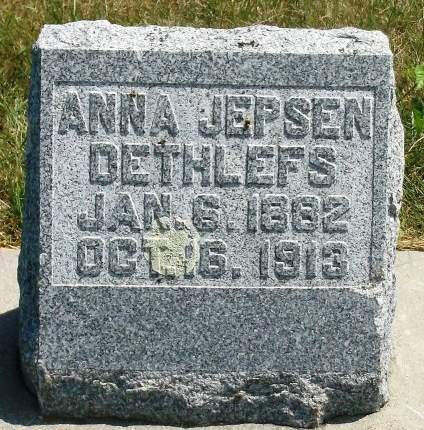 ANNA JEPSEN
DETHLEFS
JAN. 6. 1882
OCT. 16. 1913